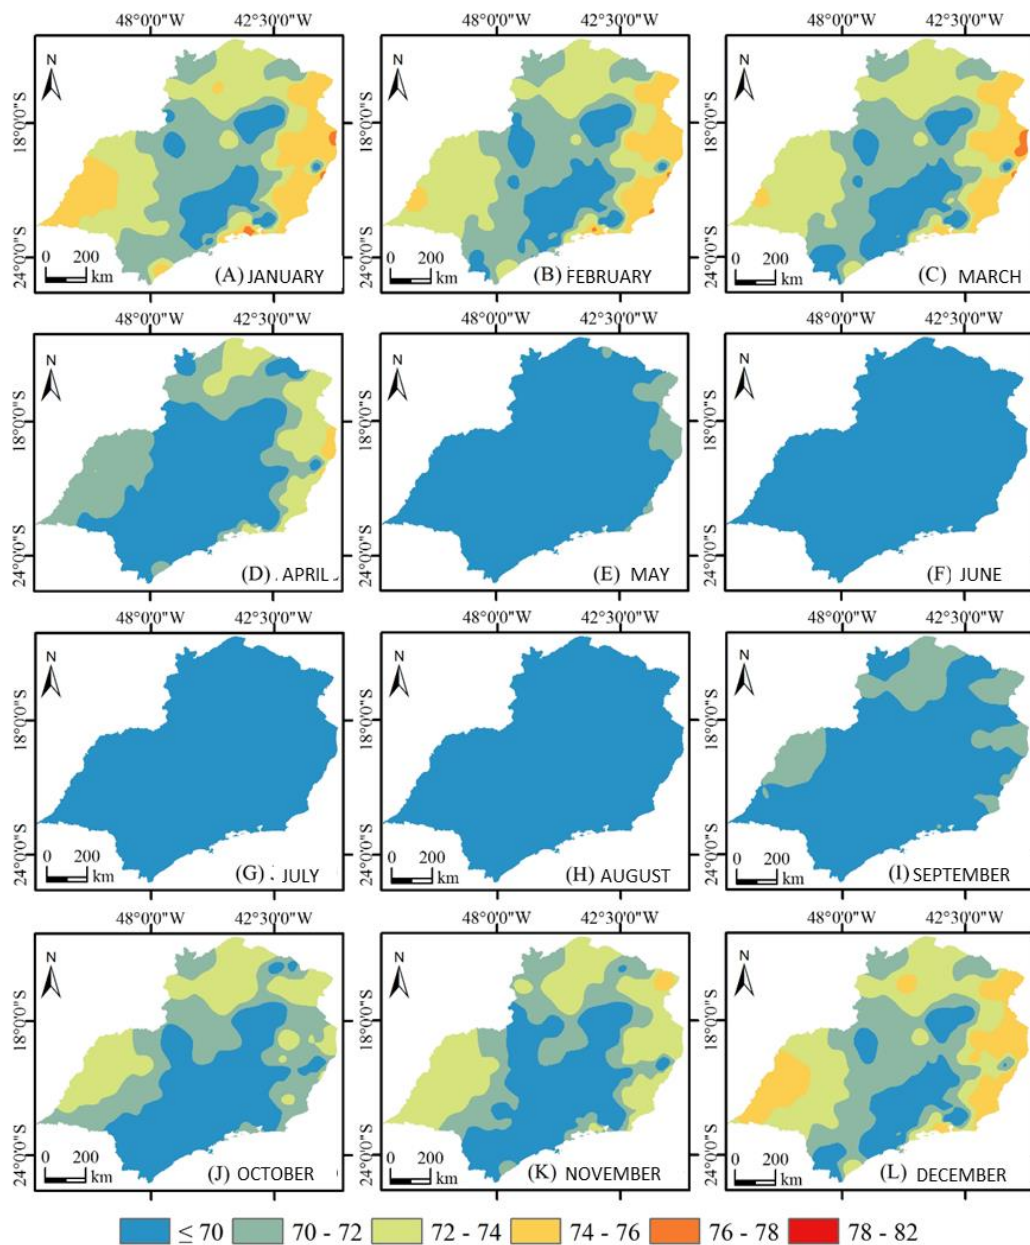 48°0'0"W 42°30'0"W 48°0'0"W 42°30'0"W 48°0'0"W 42°30'0"W
N N N
18°0'0"S 18°0'0"S 18°0'0"S
24°0'0"S 24°0'0"S 24°0'0"S
0 200 0 200 0 200
km km km
(A) JANUARY (B) FEBRUARY (C) MARCH
48°0'0"W 42°30'0"W 48°0'0"W 42°30'0"W 48°0'0"W 42°30'0"W
N N N
18°0'0"S 18°0'0"S 18°0'0"S
24°0'0"S 24°0'0"S 24°0'0"S
0 200 0 200 0 200
km km km
(D) APRIL (E) MAY (F) JUNE
48°0'0"W 42°30'0"W 48°0'0"W 42°30'0"W 48°0'0"W 42°30'0"W
N N N
18°0'0"S 18°0'0"S 18°0'0"S
24°0'0"S 24°0'0"S 24°0'0"S
0 200 0 200 0 200
km km km
(G) JULY (H) AUGUST (I) SEPTEMBER
48°0'0"W 42°30'0"W 48°0'0"W 42°30'0"W 48°0'0"W 42°30'0"W
N N N
18°0'0"S 18°0'0"S 18°0'0"S
24°0'0"S 24°0'0"S 24°0'0"S
0 200 0 200 0 200
km km km
(J) OCTOBER (K) NOVEMBER (L) DECEMBER
≤ 70 70 - 72 72 - 74 74 - 76 76 - 78 78 - 82